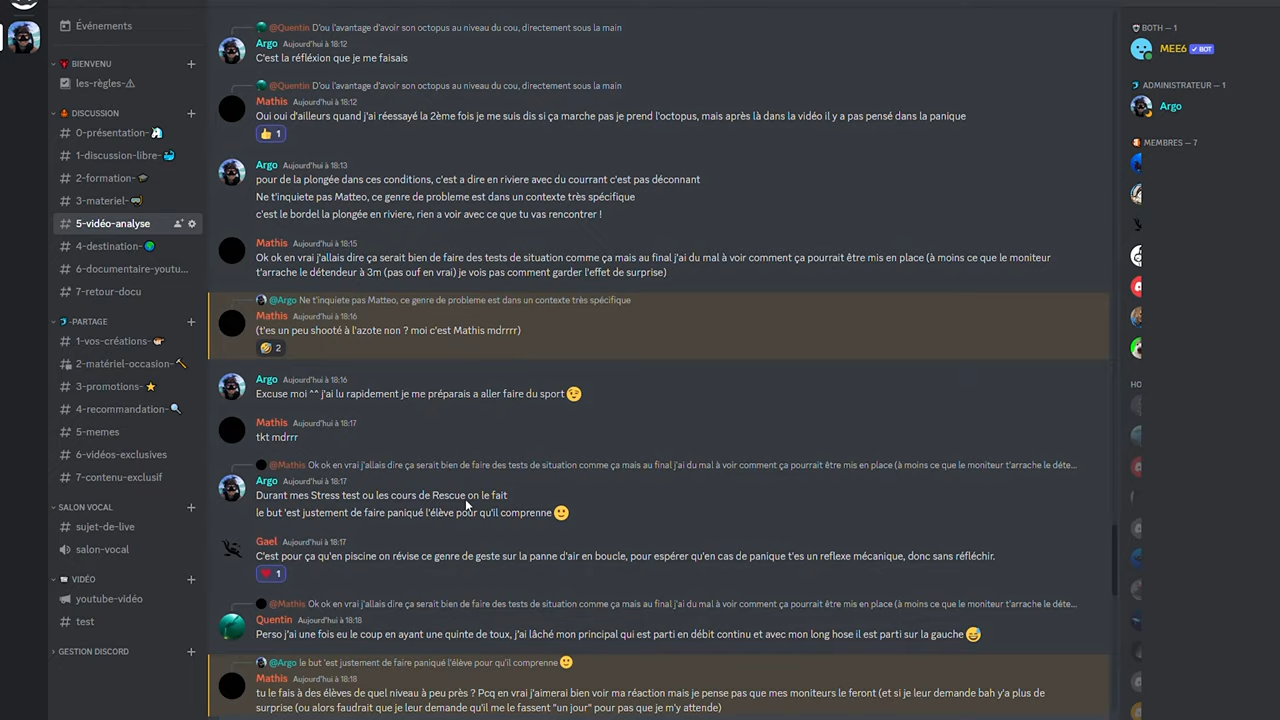 Événements
BIENVENU
les-règles-⚠
DISCUSSION
0-présentation-🦄
1-discussion-libre-🐳
2-formation-🎓
3-materiel-🤿
5-vidéo-analyse
4-destination-🌍
6-documentaire-youtu...
7-retour-docu
-PARTAGE
1-vos-créations-📸
2-matériel-occasion-🔨
3-promotions-⭐
4-recommandation-🔍
5-memes
6-vidéos-exclusives
7-contenu-exclusif
SALON VOCAL
sujet-de-live
salon-vocal
VIDÉO
youtube-vidéo
test
GESTION DISCORD
@Quentin D'ou l'avantage d'avoir son octopus au niveau du cou, directement sous la main
Argo Aujourd'hui à 18:12
C'est la réfléxion que je me faisais
@Quentin D'ou l'avantage d'avoir son octopus au niveau du cou, directement sous la main
Mathis Aujourd'hui à 18:12
Oui oui d'ailleurs quand j'ai réessayé la 2ème fois je me suis dis si ça marche pas je prend l'octopus, mais après là dans la vidéo il y a pas pensé dans la panique
👍 1
Argo Aujourd'hui à 18:13
pour de la plongée dans ces conditions, c'est a dire en riviere avec du courrant c'est pas déconnant
Ne t'inquiete pas Matteo, ce genre de probleme est dans un contexte très spécifique
c'est le bordel la plongée en riviere, rien a voir avec ce que tu vas rencontrer !
Mathis Aujourd'hui à 18:15
Ok ok en vrai j'allais dire ça serait bien de faire des tests de situation comme ça mais au final j'ai du mal à voir comment ça pourrait être mis en place (à moins ce que le moniteur
t'arrache le détendeur à 3m (pas ouf en vrai) je vois pas comment garder l'effet de surprise)
@Argo Ne t'inquiete pas Matteo, ce genre de probleme est dans un contexte très spécifique
Mathis Aujourd'hui à 18:16
(t'es un peu shooté à l'azote non ? moi c'est Mathis mdrrrr)
🤣 2
Argo Aujourd'hui à 18:16
Excuse moi ^^ j'ai lu rapidement je me préparais a aller faire du sport 😉
Mathis Aujourd'hui à 18:17
tkt mdrrr
@Mathis Ok ok en vrai j'allais dire ça serait bien de faire des tests de situation comme ça mais au final j'ai du mal à voir comment ça pourrait être mis en place (à moins ce que le moniteur t'arrache le déte...
Argo Aujourd'hui à 18:17
Durant mes Stress test ou les cours de Rescue on le fait
le but 'est justement de faire paniqué l'élève pour qu'il comprenne 🙂
Gael Aujourd'hui à 18:17
C'est pour ça qu'en piscine on révise ce genre de geste sur la panne d'air en boucle, pour espérer qu'en cas de panique t'es un reflexe mécanique, donc sans réfléchir.
❤ 1
@Mathis Ok ok en vrai j'allais dire ça serait bien de faire des tests de situation comme ça mais au final j'ai du mal à voir comment ça pourrait être mis en place (à moins ce que le moniteur t'arrache le déte...
Quentin Aujourd'hui à 18:18
Perso j'ai une fois eu le coup en ayant une quinte de toux, j'ai lâché mon principal qui est parti en débit continu et avec mon long hose il est parti sur la gauche 😅
@Argo le but 'est justement de faire paniqué l'élève pour qu'il comprenne 🙂
Mathis Aujourd'hui à 18:18
tu le fais à des élèves de quel niveau à peu près ? Pcq en vrai j'aimerai bien voir ma réaction mais je pense pas que mes moniteurs le feront (et si je leur demande bah y'a plus de
surprise (ou alors faudrait que je leur demande qu'il me le fassent "un jour" pour pas que je m'y attende)
BOTH — 1
MEE6 ✓ BOT
ADMINISTRATEUR — 1
Argo
MEMBRES — 7
HO